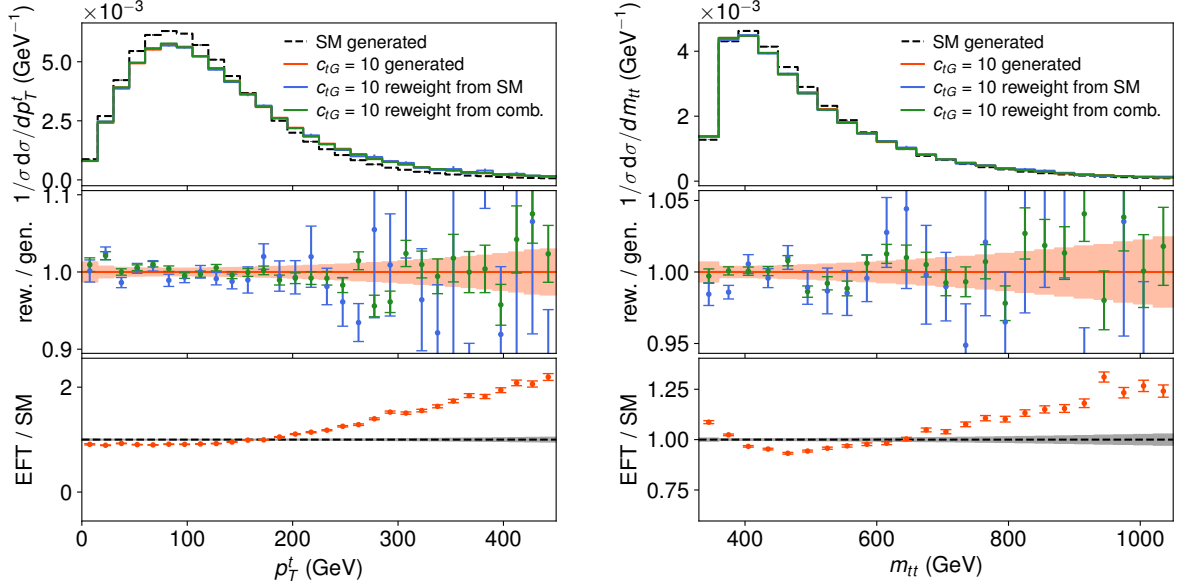 ×10⁻³
1/σ dσ/dp_T^t (GeV⁻¹)
5.0
2.5
0.0
SM generated
c_tG = 10 generated
c_tG = 10 reweight from SM
c_tG = 10 reweight from comb.
rew. / gen.
1.1
1.0
0.9
EFT / SM
2
1
0
0 100 200 300 400
p_T^t (GeV)
×10⁻³
1/σ dσ/dm_tt (GeV⁻¹)
4
2
0
SM generated
c_tG = 10 generated
c_tG = 10 reweight from SM
c_tG = 10 reweight from comb.
rew. / gen.
1.05
1.00
0.95
EFT / SM
1.25
1.00
0.75
400 600 800 1000
m_tt (GeV)